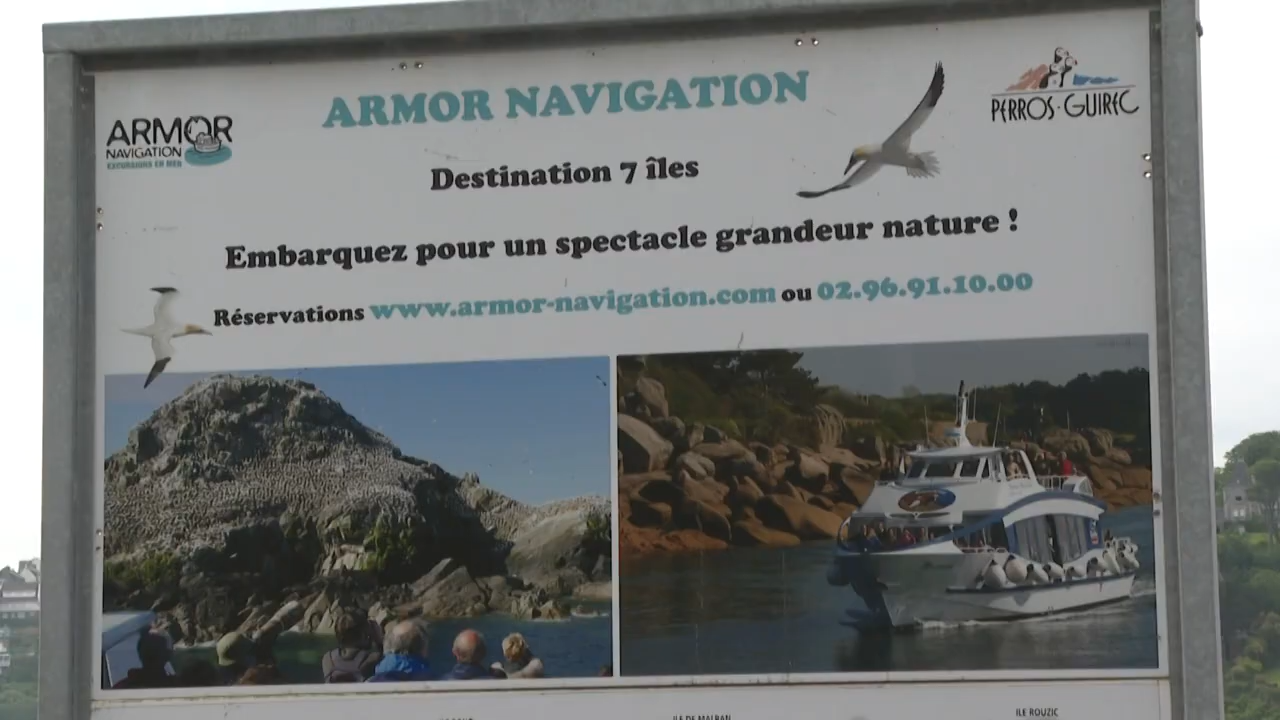 ARMOR NAVIGATION
ARMOR
NAVIGATION
EXCURSIONS EN MER
PERROS-GUIREC
Destination 7 îles
Embarquez pour un spectacle grandeur nature !
Réservations www.armor-navigation.com ou 02.96.91.10.00
ILE DE MALBAN
ILE ROUZIC